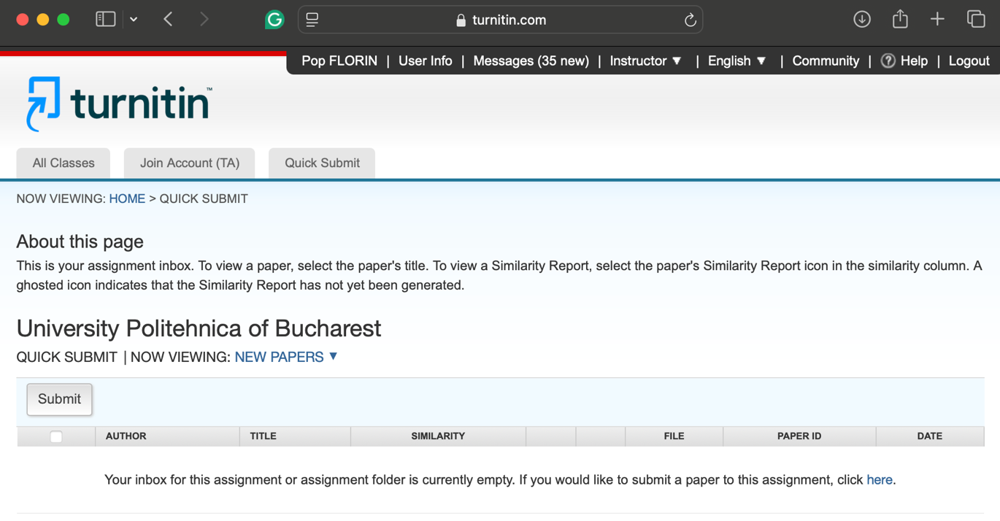 turnitin.com
Pop FLORIN | User Info | Messages (35 new) | Instructor ▼ | English ▼ | Community | ? Help | Logout
turnitin™
All Classes Join Account (TA) Quick Submit
NOW VIEWING: HOME > QUICK SUBMIT
About this page
This is your assignment inbox. To view a paper, select the paper's title. To view a Similarity Report, select the paper's Similarity Report icon in the similarity column. A
ghosted icon indicates that the Similarity Report has not yet been generated.
University Politehnica of Bucharest
QUICK SUBMIT | NOW VIEWING: NEW PAPERS ▼
Submit
AUTHOR TITLE SIMILARITY FILE PAPER ID DATE
Your inbox for this assignment or assignment folder is currently empty. If you would like to submit a paper to this assignment, click here.